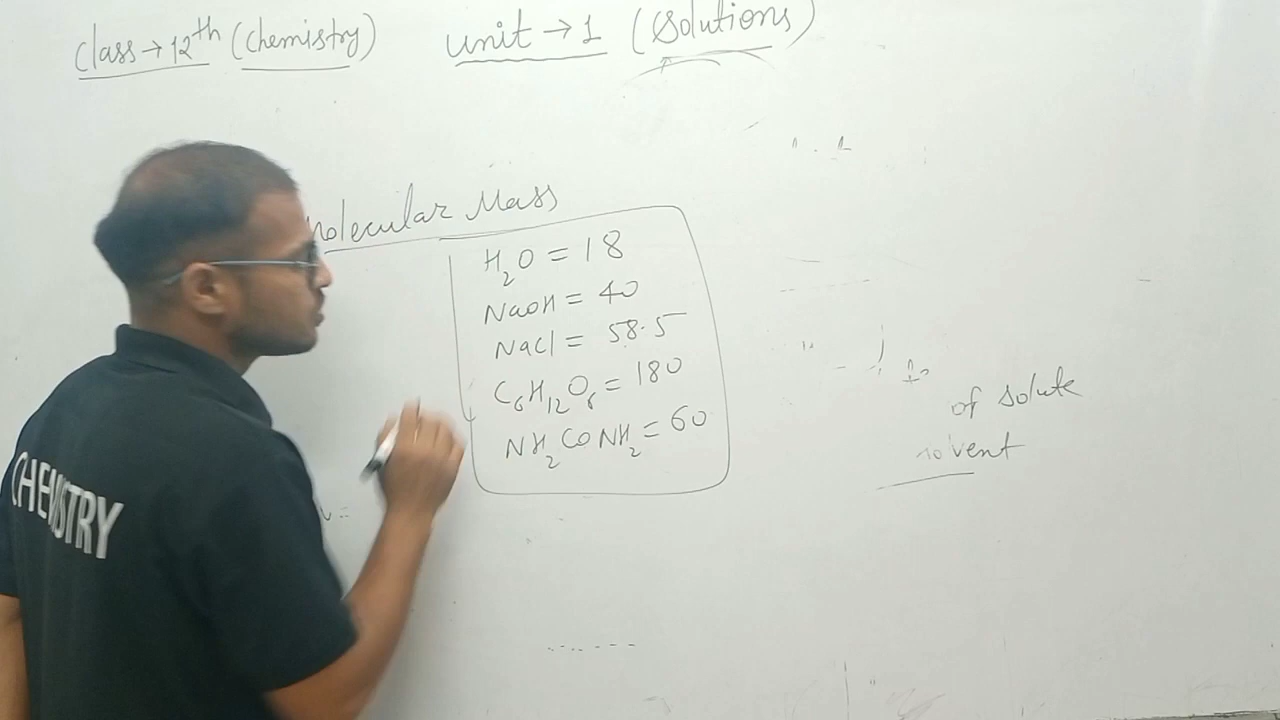 class → 12th (chemistry) unit → 1 (Solutions)
Molecular Mass
H2O = 18
NaOH = 40
NaCl = 58.5
C6H12O6 = 180
NH2CONH2 = 60
of solute
solvent
CHEMISTRY